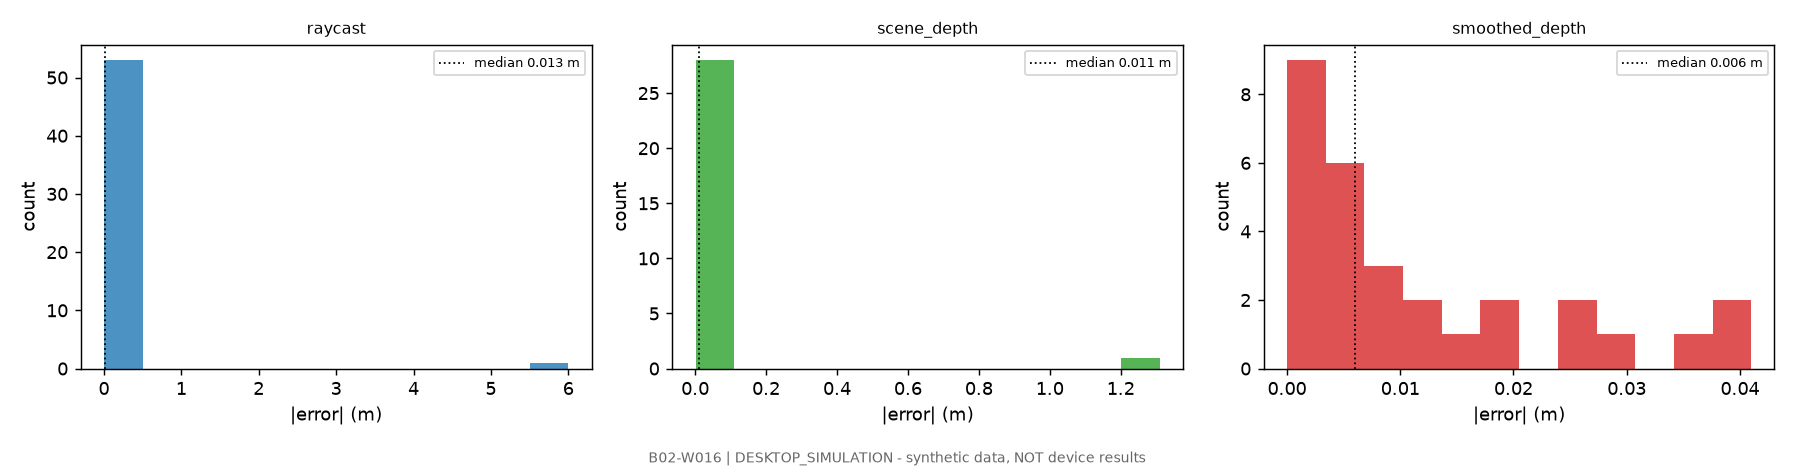 raycast
median 0.013 m
count
50
40
30
20
10
0
0 1 2 3 4 5 6
|error| (m)
scene_depth
median 0.011 m
count
25
20
15
10
5
0
0.0 0.2 0.4 0.6 0.8 1.0 1.2
|error| (m)
smoothed_depth
median 0.006 m
count
8
6
4
2
0
0.00 0.01 0.02 0.03 0.04
|error| (m)
B02-W016 | DESKTOP_SIMULATION - synthetic data, NOT device results